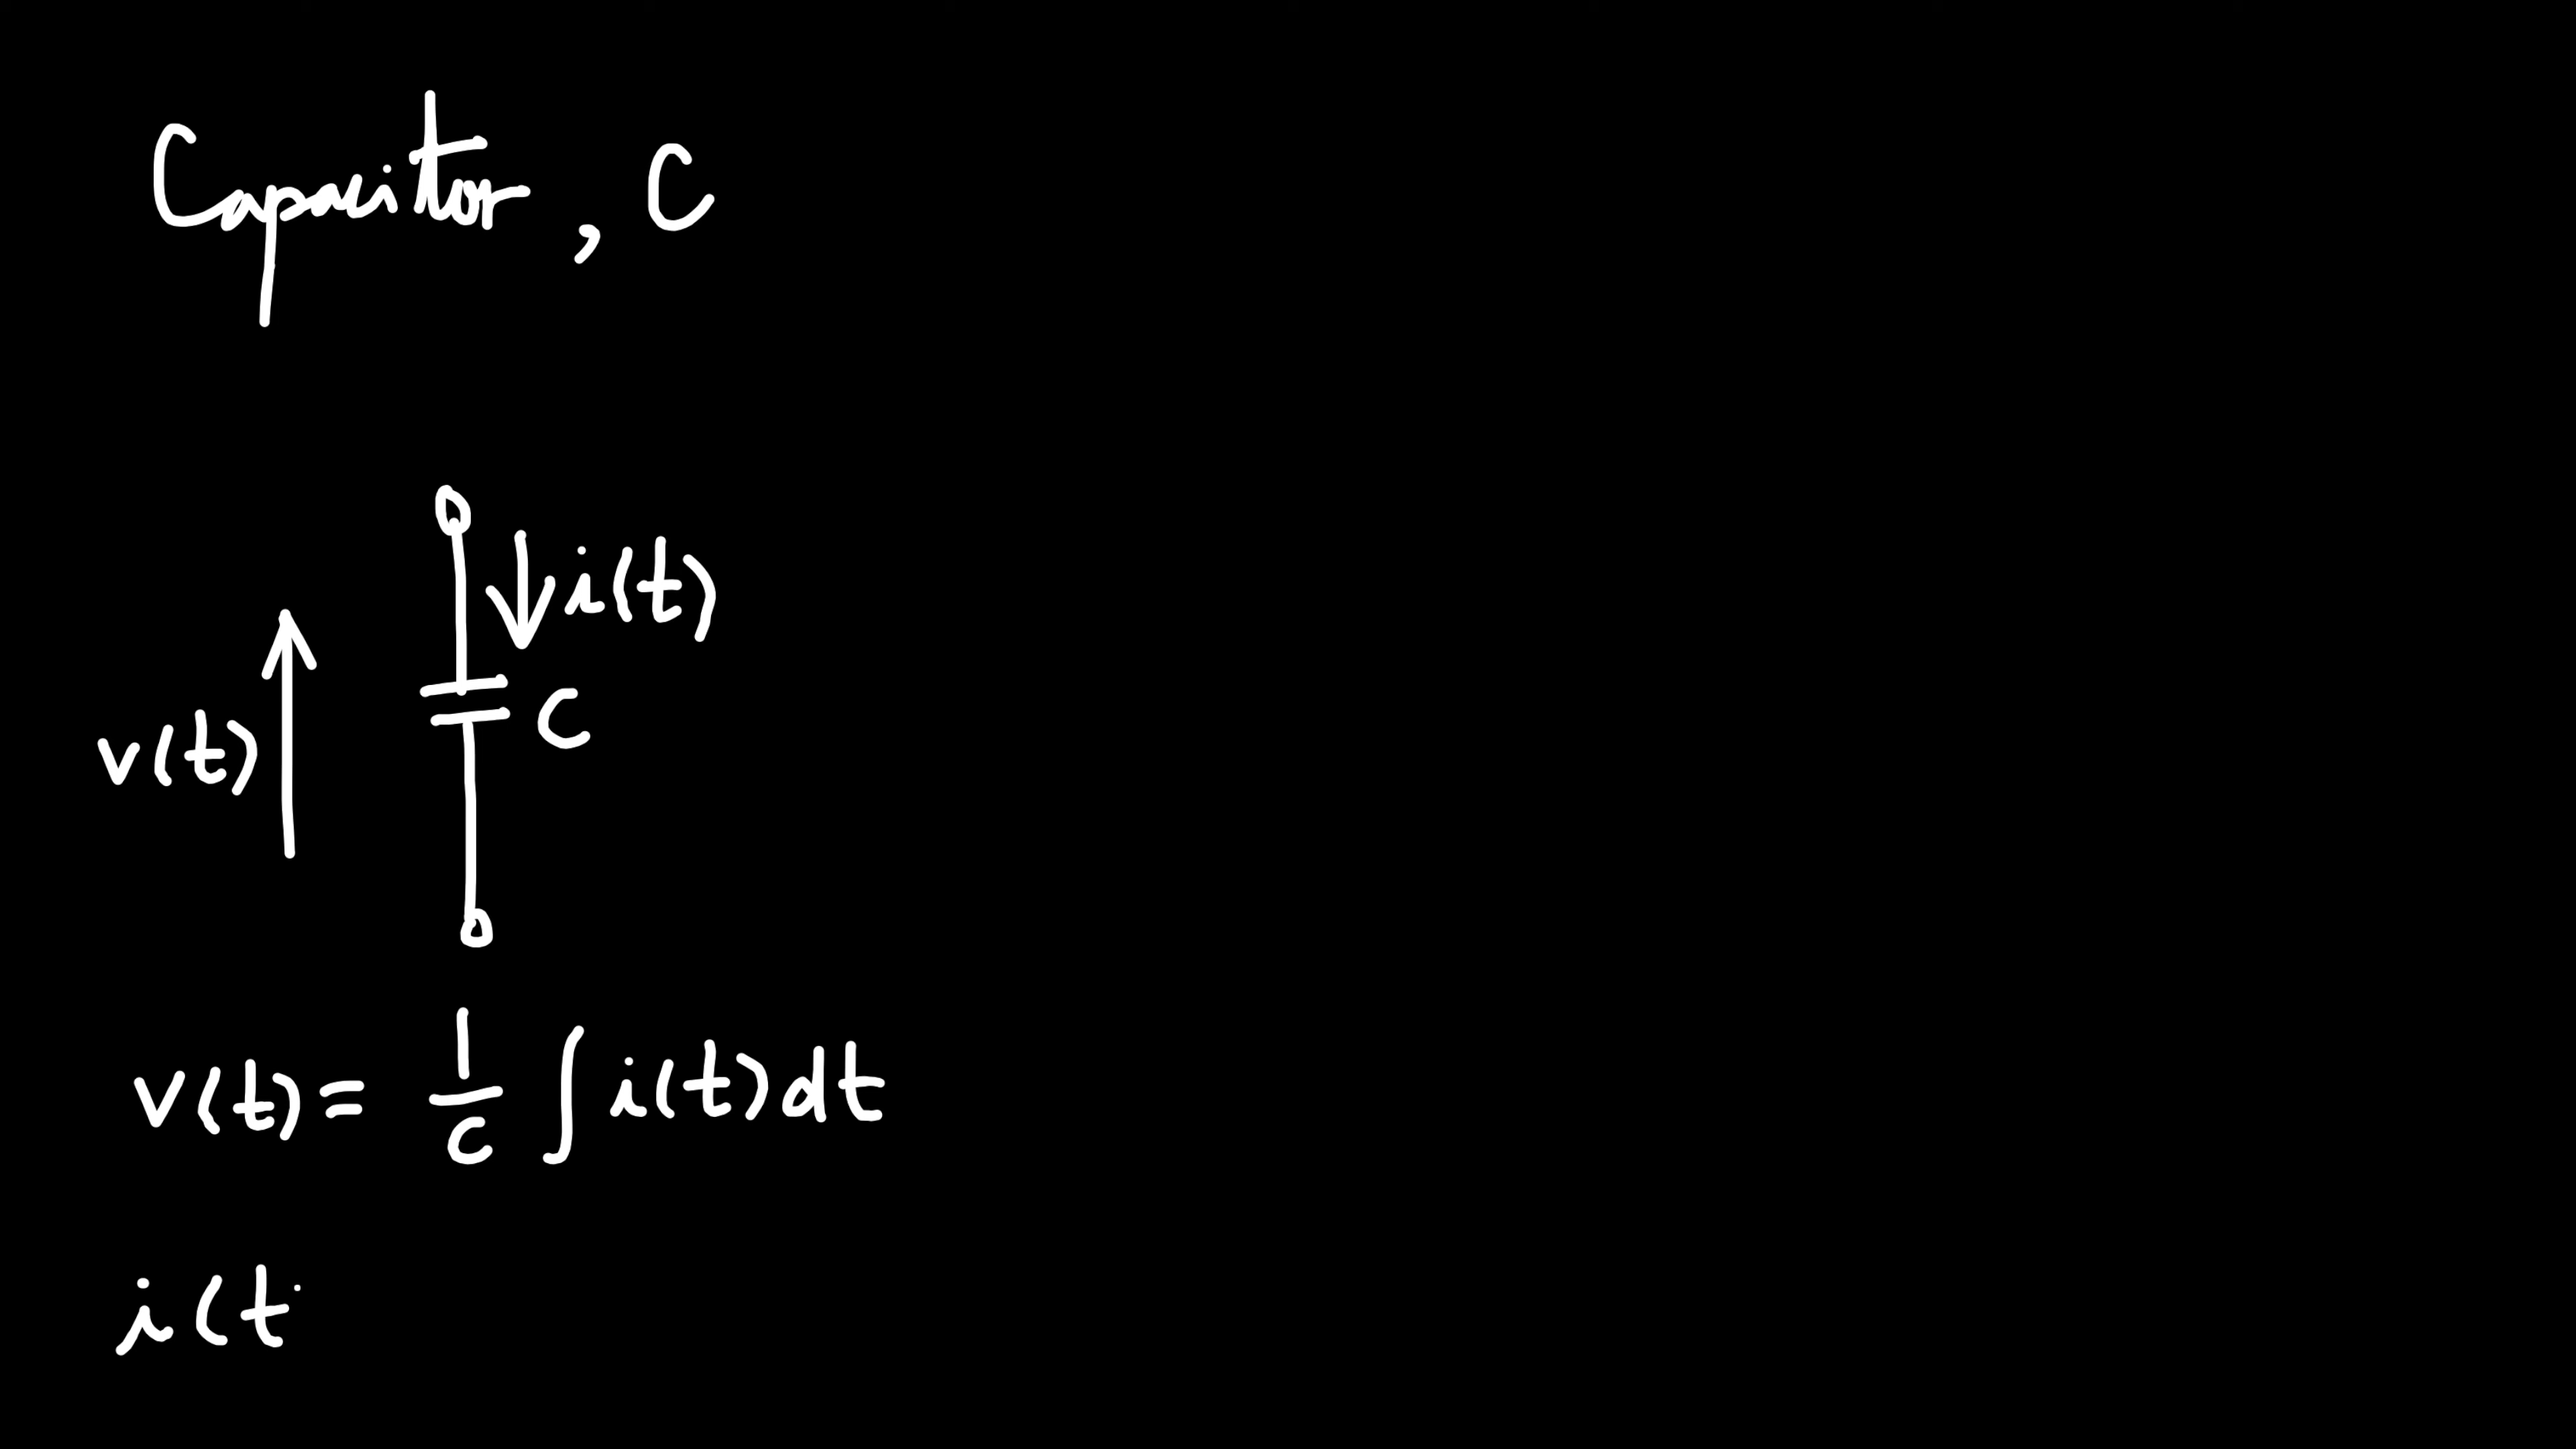 Capacitor, C
i(t)
C
v(t)
v(t) = 1/C ∫ i(t) dt
i(t